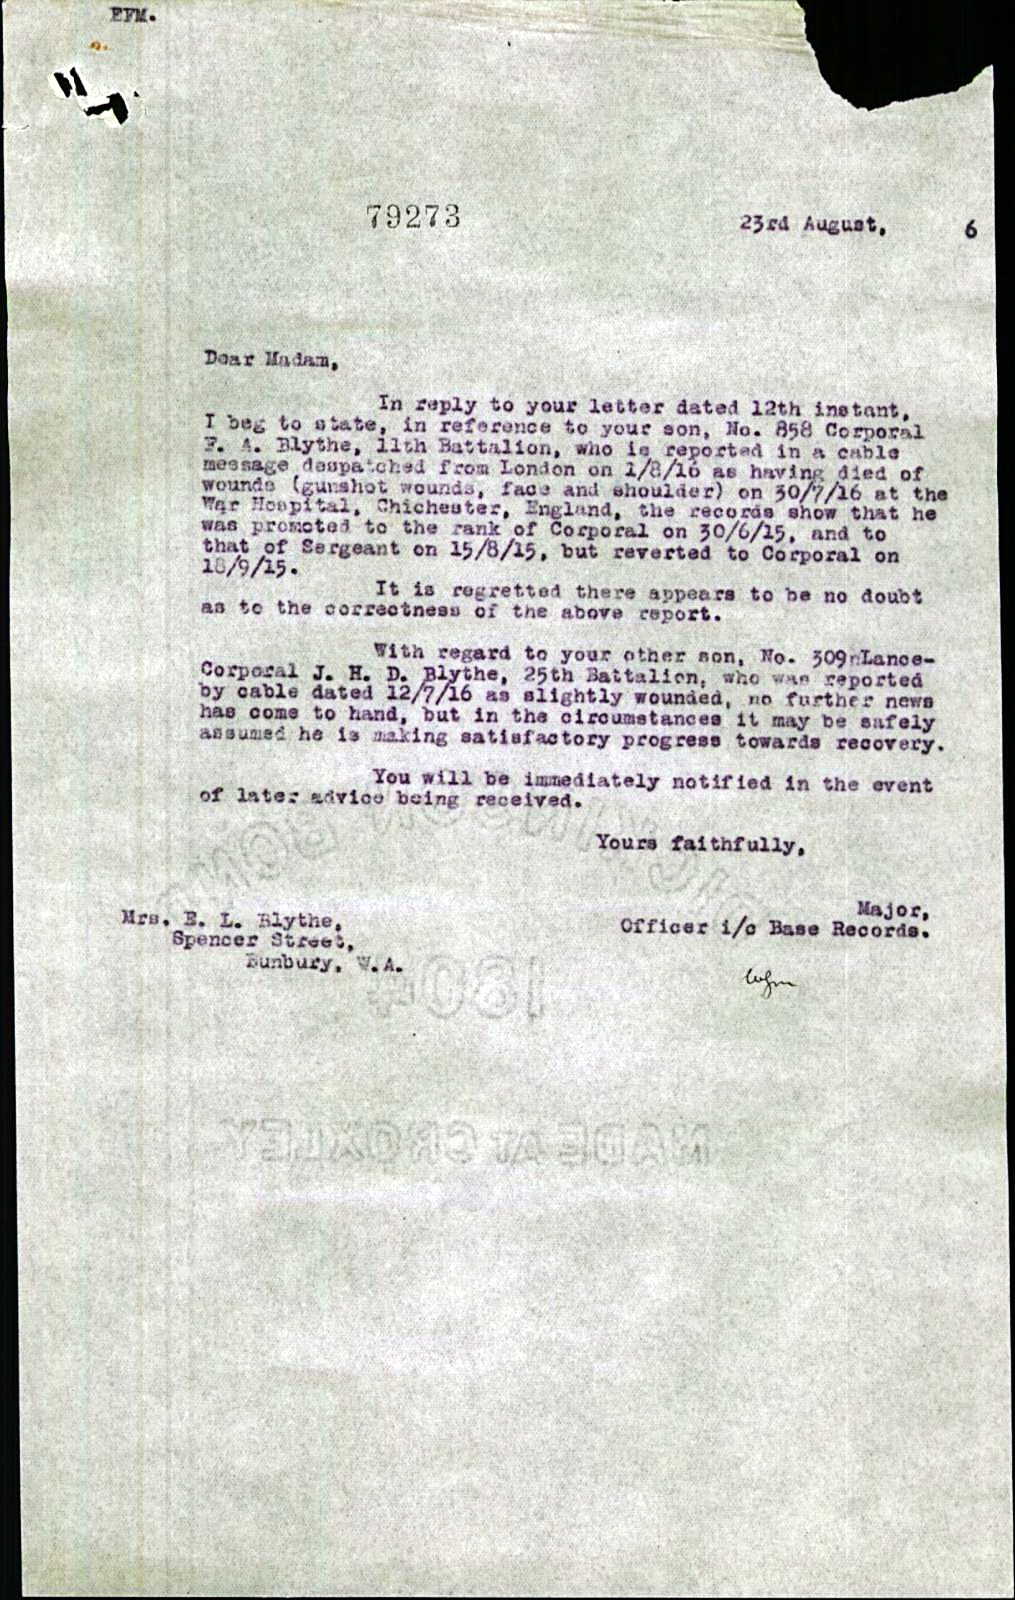 EFM.
79273
23rd August, 6
Dear Madam,
In reply to your letter dated 12th instant,
I beg to state, in reference to your son, No. 858 Corporal
F. A. Blythe, 11th Battalion, who is reported in a cable
message despatched from London on 1/8/16 as having died of
wounds (gunshot wounds, face and shoulder) on 30/7/16 at the
War Hospital, Chichester, England, the records show that he
was promoted to the rank of Corporal on 30/6/15, and to
that of Sergeant on 15/8/15, but reverted to Corporal on
18/9/15.
It is regretted there appears to be no doubt
as to the correctness of the above report.
With regard to your other son, No. 309 Lance-
Corporal J. H. D. Blythe, 25th Battalion, who was reported
by cable dated 12/7/16 as slightly wounded, no further news
has come to hand, but in the circumstances it may be safely
assumed he is making satisfactory progress towards recovery.
You will be immediately notified in the event
of later advice being received.
Yours faithfully,
Major,
Officer i/c Base Records.
Mrs. E. L. Blythe,
Spencer Street,
Bunbury, W.A.
DICKINSON BOND
1804
MADE AT CROXLEY